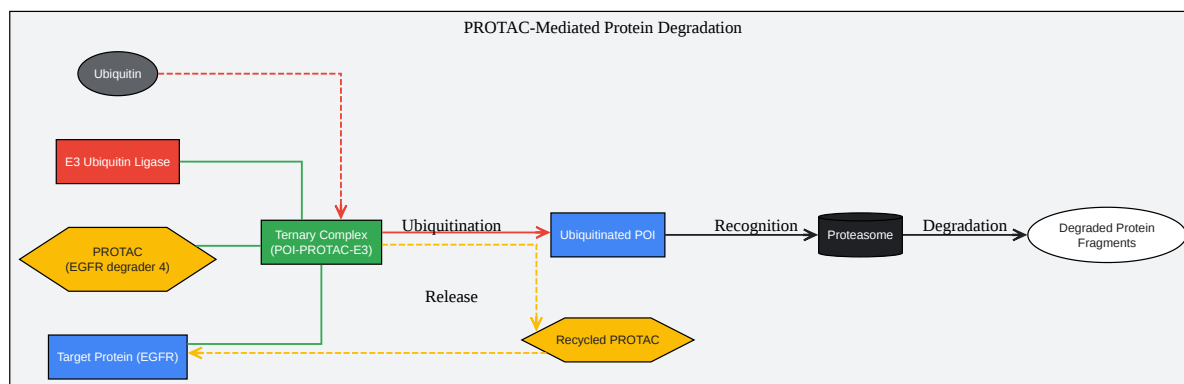 PROTAC-Mediated Protein Degradation
Ubiquitin
E3 Ubiquitin Ligase
PROTAC
(EGFR degrader 4)
Target Protein (EGFR)
Ternary Complex
(POI-PROTAC-E3)
Ubiquitination
Release
Ubiquitinated POI
Recycled PROTAC
Recognition
Proteasome
Degradation
Degraded Protein
Fragments